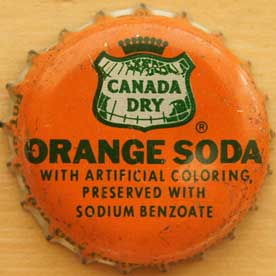 CANADA
DRY
®
ORANGE SODA
WITH ARTIFICIAL COLORING,
PRESERVED WITH
SODIUM BENZOATE